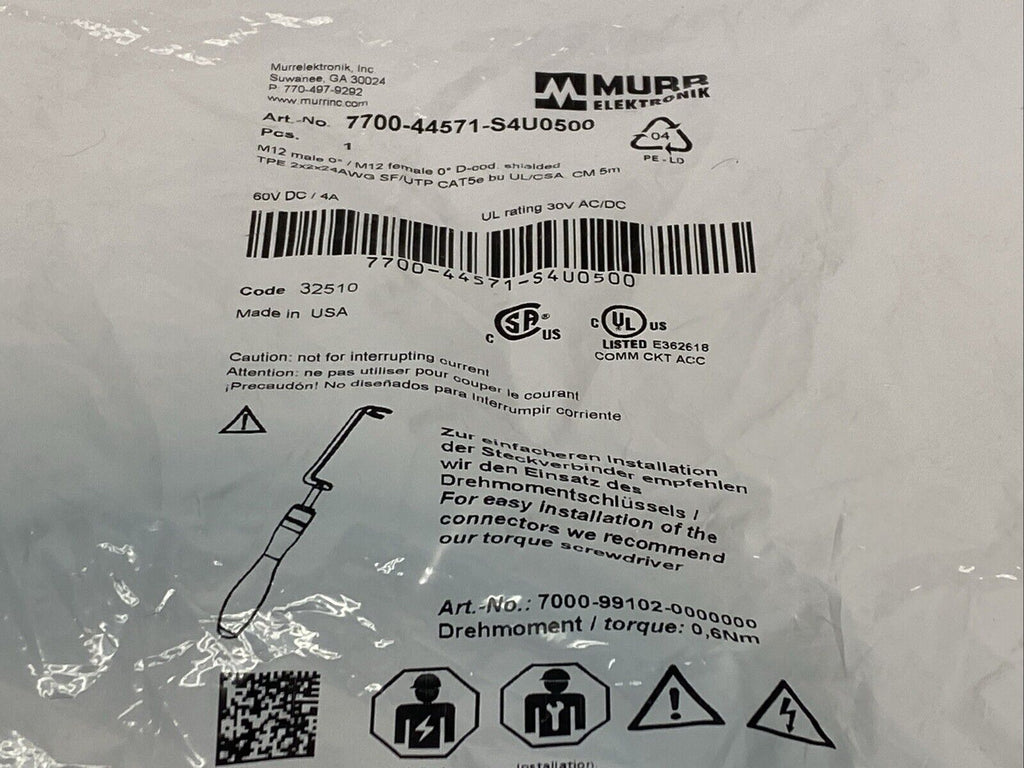 Murrelektronik, Inc
Suwanee, GA 30024
P 770-497-9292
www.murrinc.com
MURR
ELEKTRONIK
Art.-No. 7700-44571-S4U0500
Pcs. 1
04
PE-LD
M12 male 0° / M12 female 0° D-cod. shielded
TPE 2x2x24AWG SF/UTP CAT5e bu UL/CSA, CM 5m
60V DC / 4A
UL rating 30V AC/DC
7700-44571-S4U0500
Code 32510
Made in USA
C SA® US
C UL US
LISTED E362618
COMM CKT ACC
Caution: not for interrupting current
Attention: ne pas utiliser pour couper le courant
¡Precaudón! No diseñados para interrumpir corriente
Zur einfacheren Installation
der Steckverbinder empfehlen
wir den Einsatz des
Drehmomentschlüssels /
For easy installation of the
connectors we recommend
our torque screwdriver
Art.-No.: 7000-99102-0000000
Drehmoment / torque: 0,6Nm
Installation,